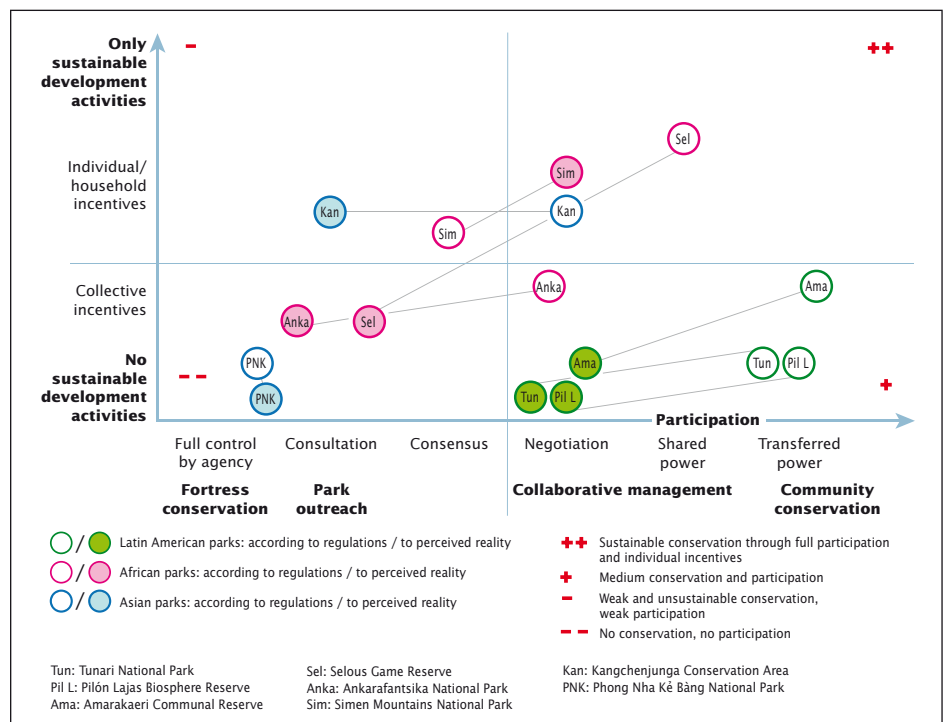 Only
sustainable
development
activities
Individual/
household
incentives
Collective
incentives
No
sustainable
development
activities
–
++
Sel
Sim
Kan
Kan
Sim
Anka
Ama
Anka
Sel
PNK
Ama
Tun
Pil L
PNK
Tun
Pil L
– –
+
Participation
Full control
by agency
Consultation
Consensus
Negotiation
Shared
power
Transferred
power
Fortress
conservation
Park
outreach
Collaborative management
Community
conservation
/ Latin American parks: according to regulations / to perceived reality
/ African parks: according to regulations / to perceived reality
/ Asian parks: according to regulations / to perceived reality
++ Sustainable conservation through full participation
and individual incentives
+ Medium conservation and participation
– Weak and unsustainable conservation,
weak participation
– – No conservation, no participation
Tun: Tunari National Park
Pil L: Pilón Lajas Biosphere Reserve
Ama: Amarakaeri Communal Reserve
Sel: Selous Game Reserve
Anka: Ankarafantsika National Park
Sim: Simen Mountains National Park
Kan: Kangchenjunga Conservation Area
PNK: Phong Nha Kẻ Bàng National Park